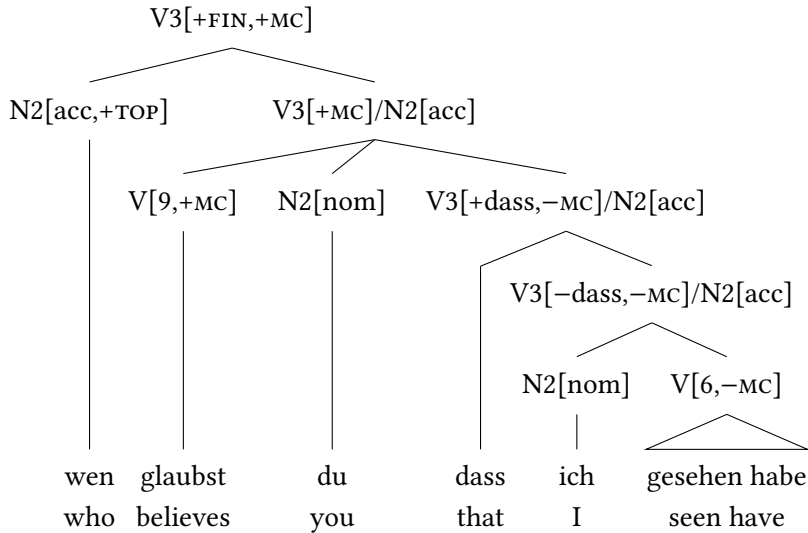 V3[+FIN,+MC]
N2[acc,+TOP] V3[+MC]/N2[acc]
V[9,+MC] N2[nom] V3[+dass,−MC]/N2[acc]
V3[−dass,−MC]/N2[acc]
N2[nom] V[6,−MC]
wen glaubst du dass ich gesehen habe
who believes you that I seen have